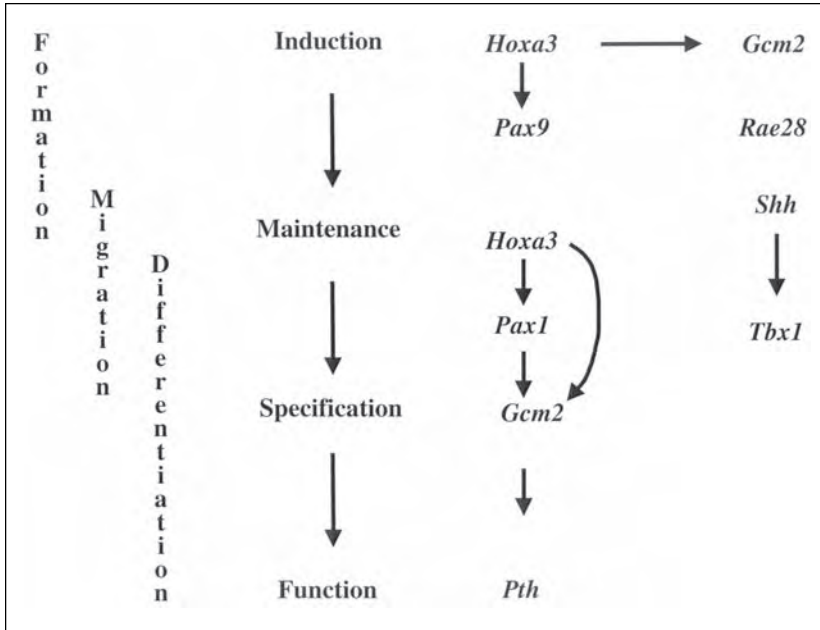 Formation
Migration
Differentiation
Induction
Maintenance
Specification
Function
Hoxa3
Gcm2
Pax9
Rae28
Hoxa3
Pax1
Gcm2
Pth
Shh
Tbx1